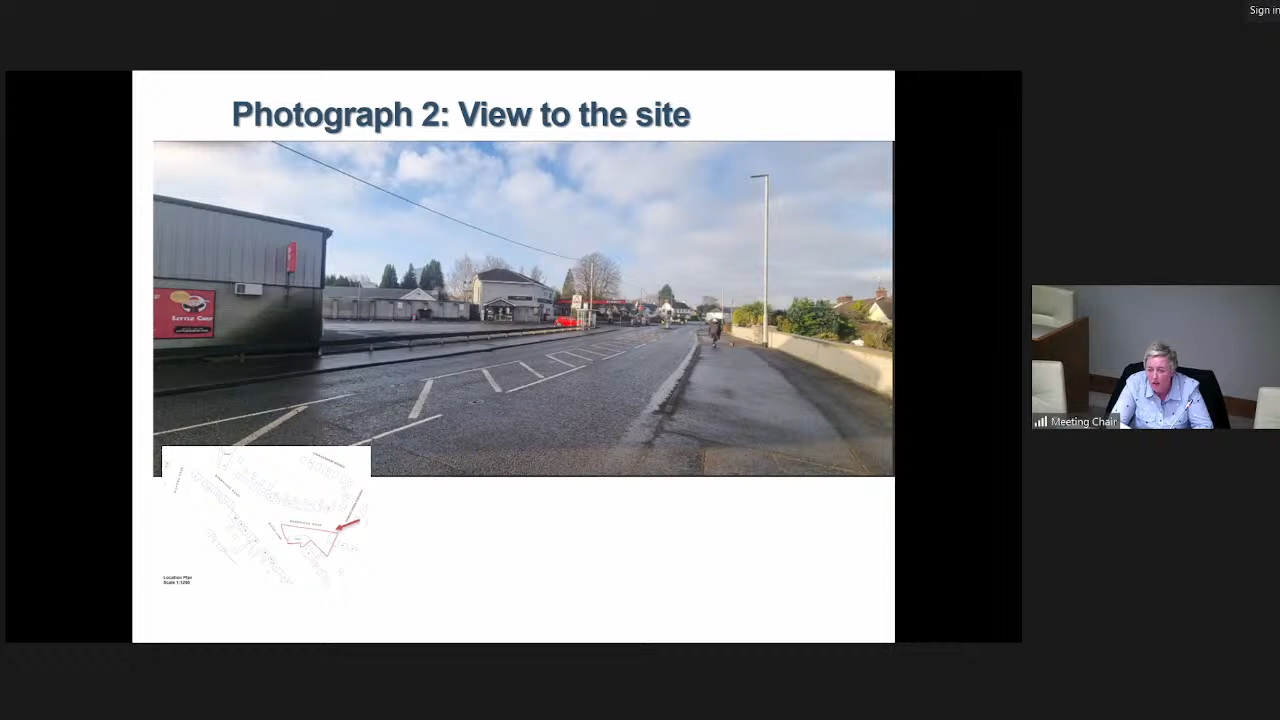 Sign in
Photograph 2: View to the site
LITTLE CHEF
Location Plan
Scale 1:1250
Meeting Chair